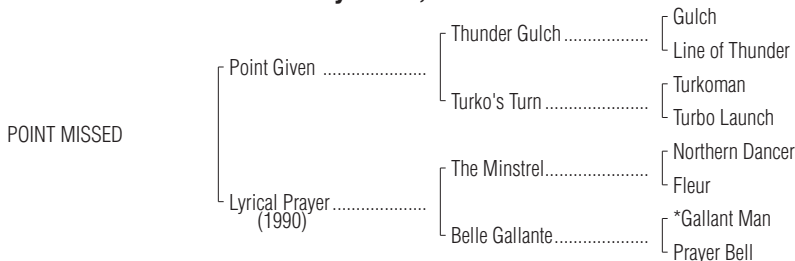 POINT MISSED
Point Given ......................
Lyrical Prayer ....................
(1990)
Thunder Gulch ..................
Turko's Turn ......................
The Minstrel......................
Belle Gallante....................
Gulch
Line of Thunder
Turkoman
Turbo Launch
Northern Dancer
Fleur
*Gallant Man
Prayer Bell